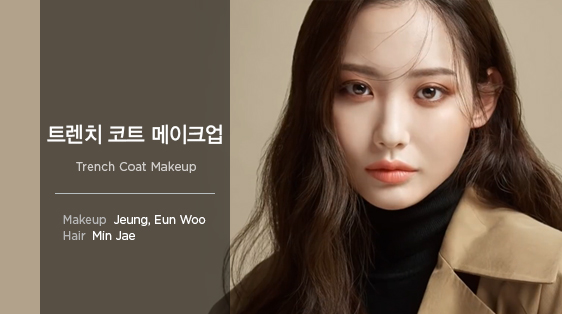 트렌치 코트 메이크업
Trench Coat Makeup
Makeup Jeung, Eun Woo
Hair Min Jae